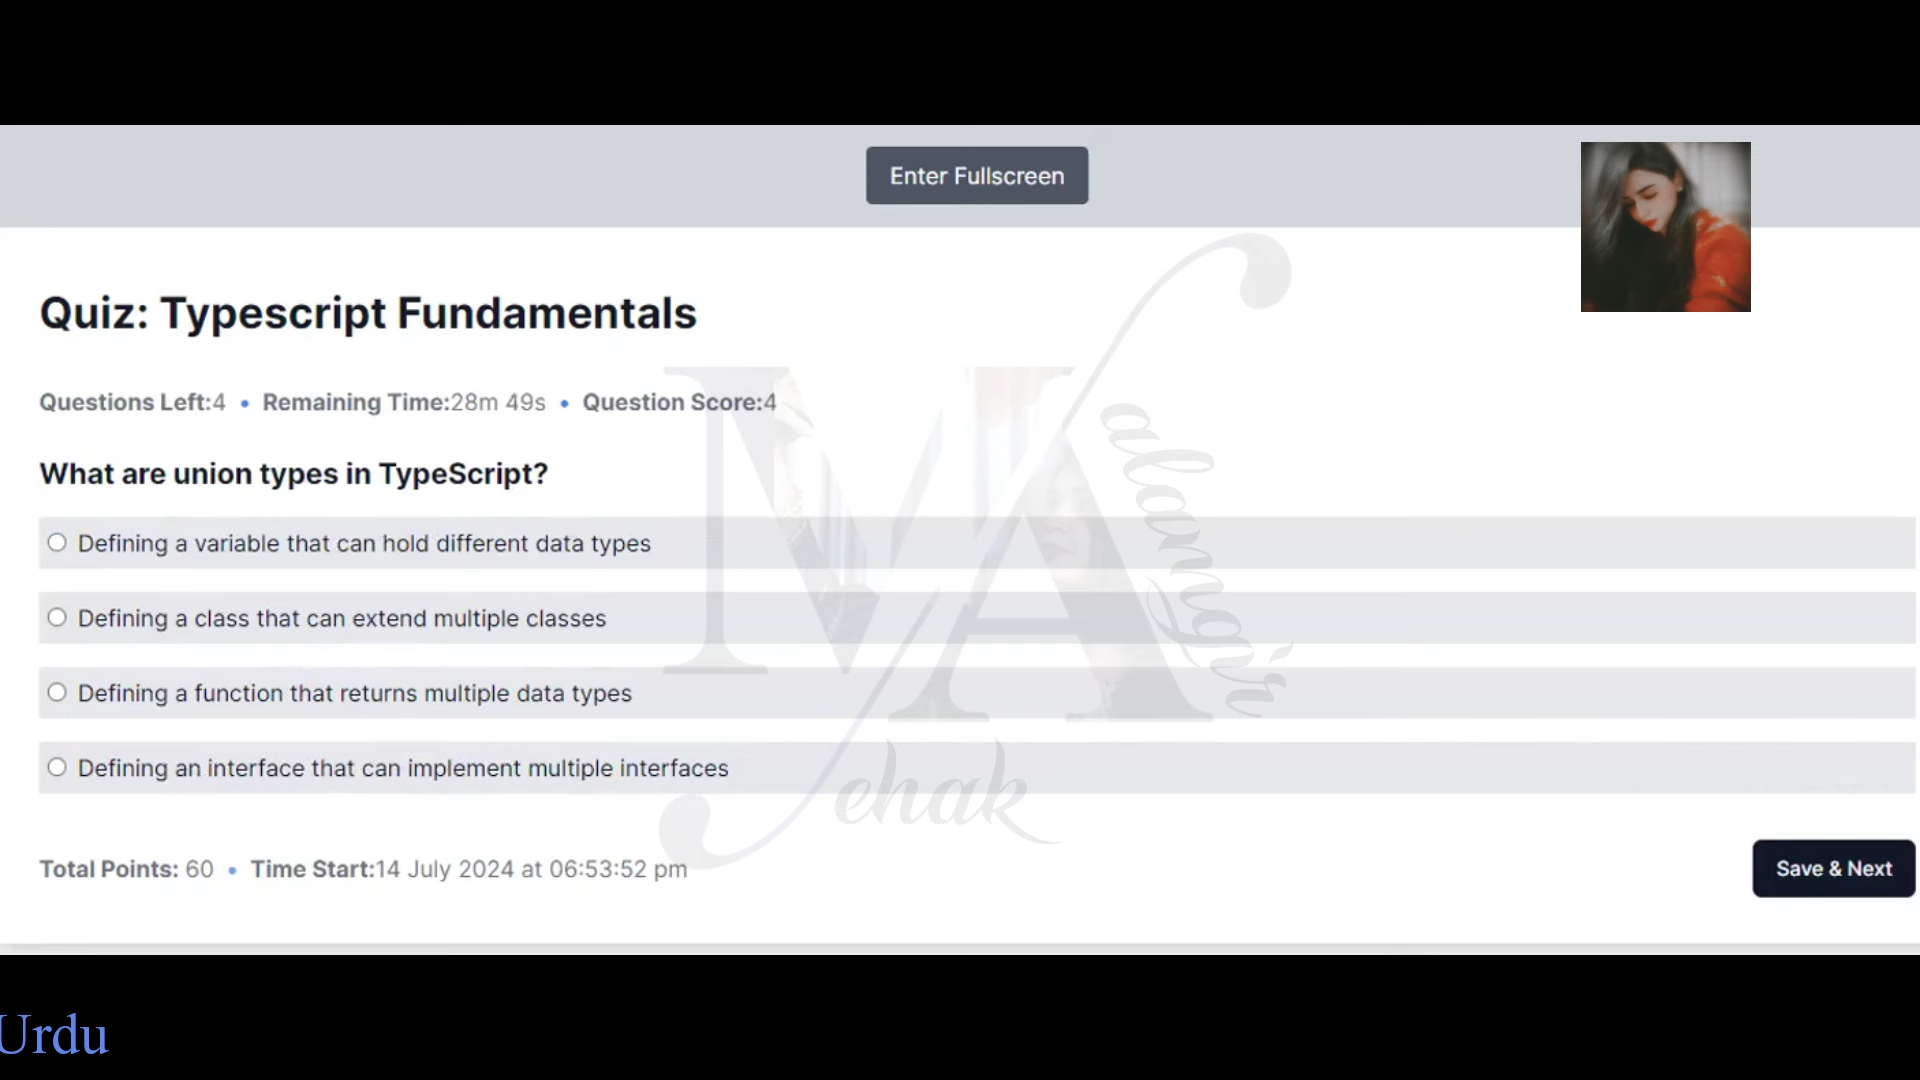 Enter Fullscreen
Quiz: Typescript Fundamentals
Questions Left:4 • Remaining Time:28m 49s • Question Score:4
What are union types in TypeScript?
Defining a variable that can hold different data types
Defining a class that can extend multiple classes
Defining a function that returns multiple data types
Defining an interface that can implement multiple interfaces
MA
alamgir
ehak
Total Points: 60 • Time Start:14 July 2024 at 06:53:52 pm
Save & Next
Urdu